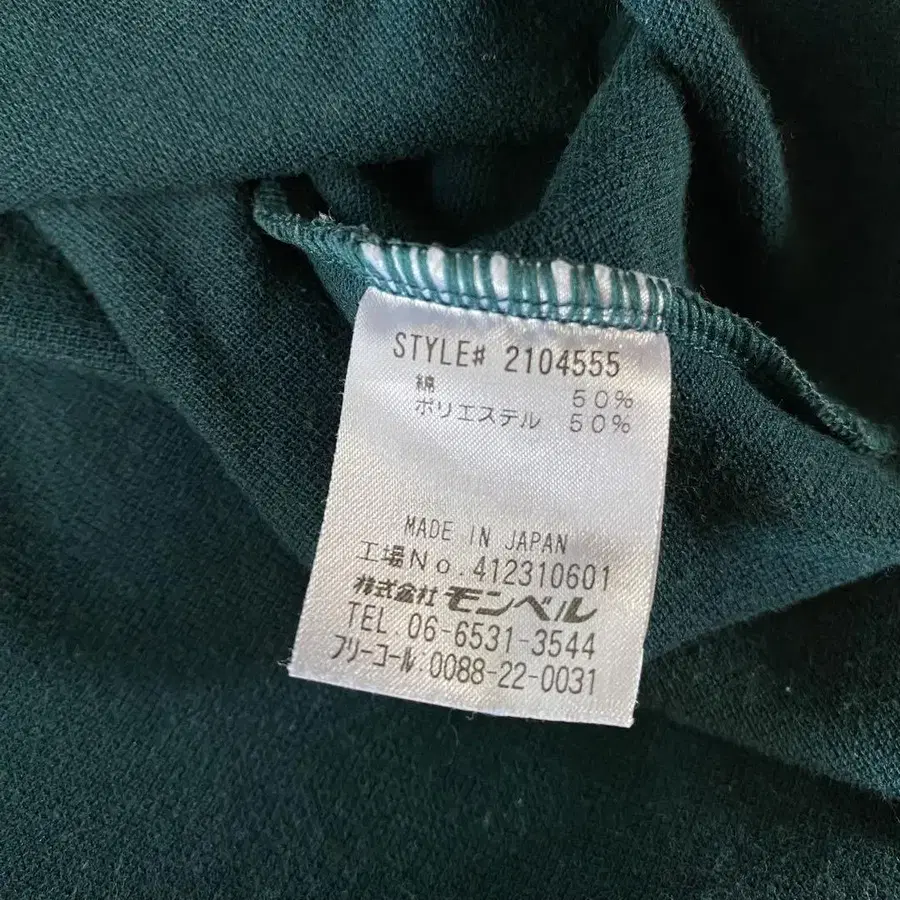 STYLE# 2104555
綿 50%
ポリエステル 50%
MADE IN JAPAN
工場No.412310601
株式会社 モンベル
TEL.06-6531-3544
フリーコール:0088-22-0031